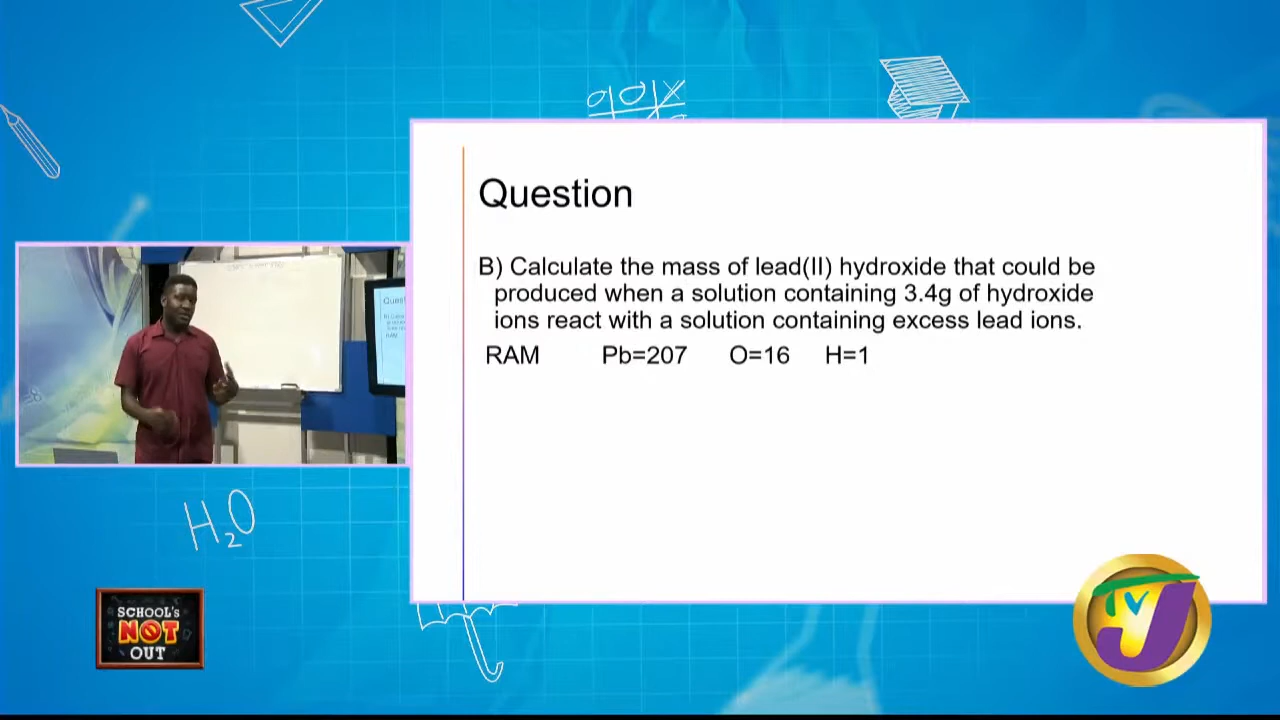 Question
B) Calculate the mass of lead(II) hydroxide that could be
produced when a solution containing 3.4g of hydroxide
ions react with a solution containing excess lead ions.
RAM Pb=207 O=16 H=1
Questi
H₂O
SCHOOL's
NOT
OUT
TVJ